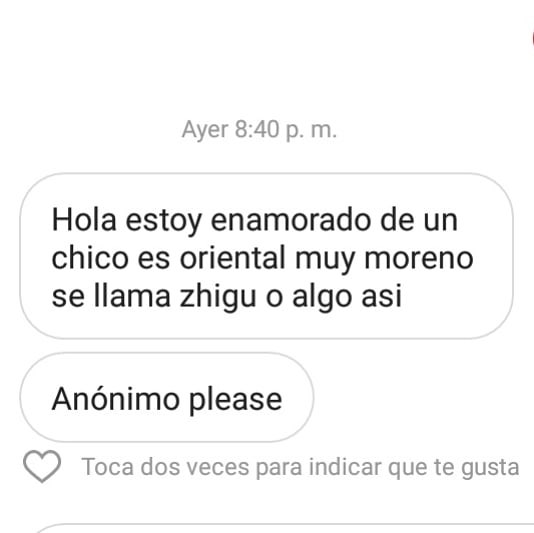 Ayer 8:40 p. m.
Hola estoy enamorado de un
chico es oriental muy moreno
se llama zhigu o algo asi
Anónimo please
Toca dos veces para indicar que te gusta